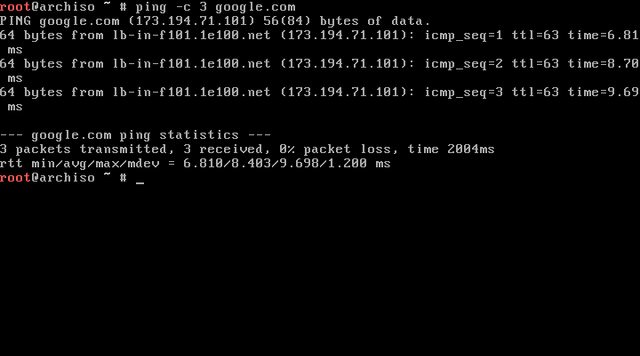 root@archiso ~ # ping -c 3 google.com
PING google.com (173.194.71.101) 56(84) bytes of data.
64 bytes from lb-in-f101.1e100.net (173.194.71.101): icmp_seq=1 ttl=63 time=6.81
 ms
64 bytes from lb-in-f101.1e100.net (173.194.71.101): icmp_seq=2 ttl=63 time=8.70
 ms
64 bytes from lb-in-f101.1e100.net (173.194.71.101): icmp_seq=3 ttl=63 time=9.69
 ms
--- google.com ping statistics ---
3 packets transmitted, 3 received, 0% packet loss, time 2004ms
rtt min/avg/max/mdev = 6.810/8.403/9.698/1.200 ms
root@archiso ~ # _